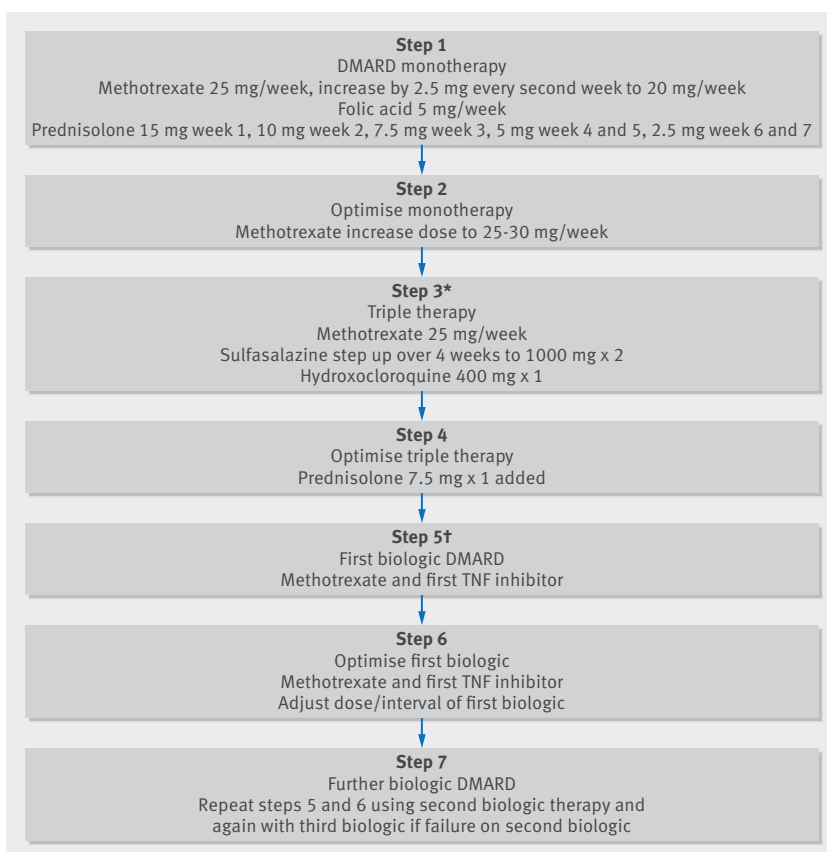 Step 1
DMARD monotherapy
Methotrexate 25 mg/week, increase by 2.5 mg every second week to 20 mg/week
Folic acid 5 mg/week
Prednisolone 15 mg week 1, 10 mg week 2, 7.5 mg week 3, 5 mg week 4 and 5, 2.5 mg week 6 and 7
Step 2
Optimise monotherapy
Methotrexate increase dose to 25-30 mg/week
Step 3*
Triple therapy
Methotrexate 25 mg/week
Sulfasalazine step up over 4 weeks to 1000 mg x 2
Hydroxocloroquine 400 mg x 1
Step 4
Optimise triple therapy
Prednisolone 7.5 mg x 1 added
Step 5†
First biologic DMARD
Methotrexate and first TNF inhibitor
Step 6
Optimise first biologic
Methotrexate and first TNF inhibitor
Adjust dose/interval of first biologic
Step 7
Further biologic DMARD
Repeat steps 5 and 6 using second biologic therapy and
again with third biologic if failure on second biologic